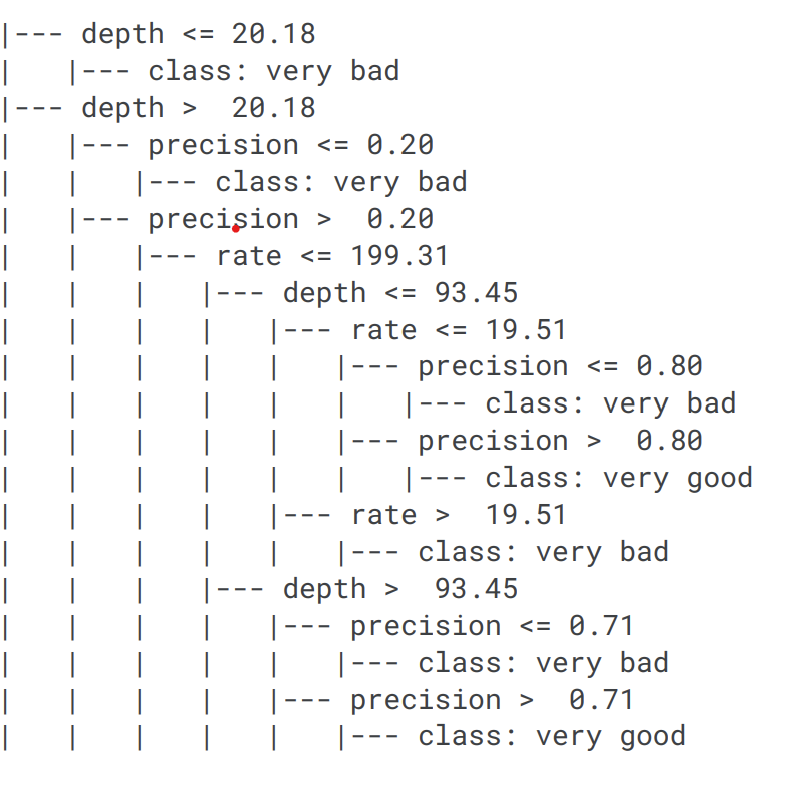 |--- depth <= 20.18
|   |--- class: very bad
|--- depth >  20.18
|   |--- precision <= 0.20
|   |   |--- class: very bad
|   |--- precision >  0.20
|   |   |--- rate <= 199.31
|   |   |   |--- depth <= 93.45
|   |   |   |   |--- rate <= 19.51
|   |   |   |   |   |--- precision <= 0.80
|   |   |   |   |   |   |--- class: very bad
|   |   |   |   |   |--- precision >  0.80
|   |   |   |   |   |   |--- class: very good
|   |   |   |   |--- rate >  19.51
|   |   |   |   |   |--- class: very bad
|   |   |   |--- depth >  93.45
|   |   |   |   |--- precision <= 0.71
|   |   |   |   |   |--- class: very bad
|   |   |   |   |--- precision >  0.71
|   |   |   |   |   |--- class: very good